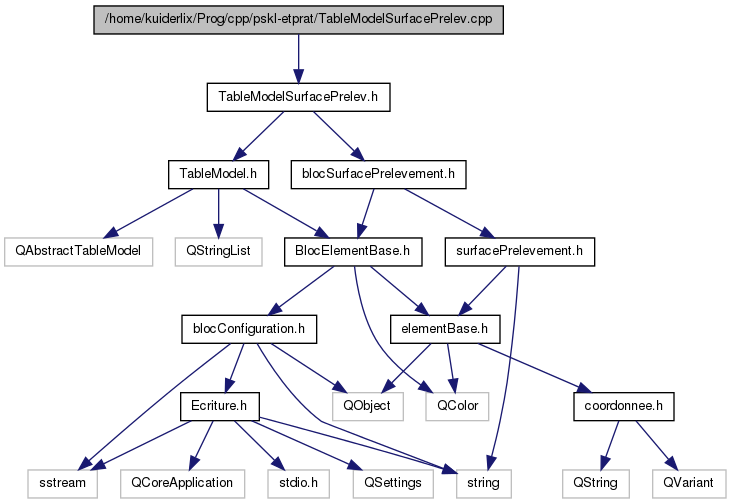 /home/kuiderlix/Prog/cpp/pskl-etprat/TableModelSurfacePrelev.cpp
TableModelSurfacePrelev.h
TableModel.h
blocSurfacePrelevement.h
QAbstractTableModel
QStringList
BlocElementBase.h
surfacePrelevement.h
blocConfiguration.h
elementBase.h
Ecriture.h
QObject
QColor
coordonnee.h
sstream
QCoreApplication
stdio.h
QSettings
string
QString
QVariant